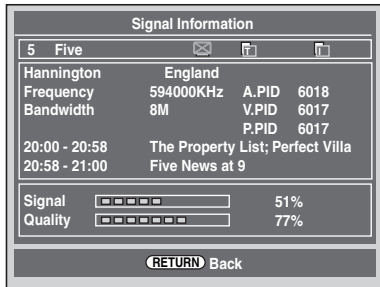 Signal Information
5 Five
Hannington England
Frequency 594000KHz A.PID 6018
Bandwidth 8M V.PID 6017
P.PID 6017
20:00 - 20:58 The Property List; Perfect Villa
20:58 - 21:00 Five News at 9
Signal 51%
Quality 77%
RETURN Back